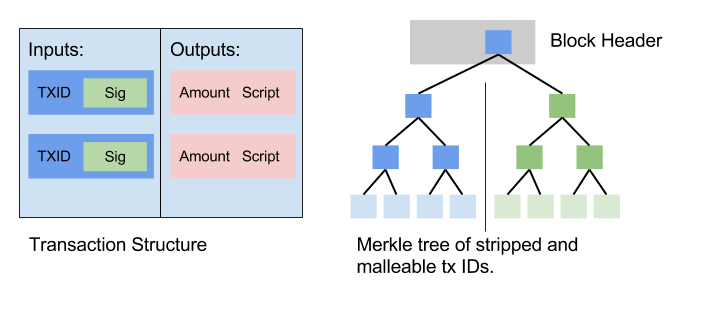 Inputs:
Outputs:
TXID Sig
Amount Script
TXID Sig
Amount Script
Transaction Structure
Block Header
Merkle tree of stripped and
malleable tx IDs.